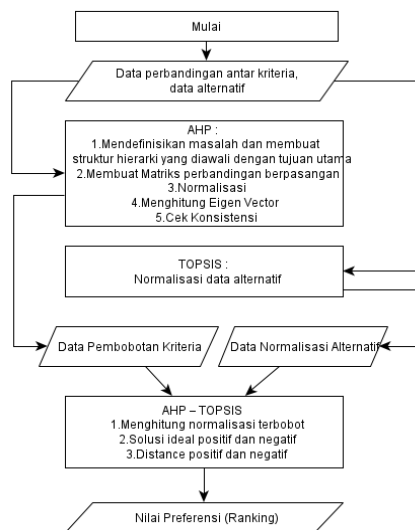 Mulai
Data perbandingan antar kriteria,
data alternatif
AHP :
1.Mendefinisikan masalah dan membuat
struktur hierarki yang diawali dengan tujuan utama
2.Membuat Matriks perbandingan berpasangan
3.Normalisasi
4.Menghitung Eigen Vector
5.Cek Konsistensi
TOPSIS :
Normalisasi data alternatif
Data Pembobotan Kriteria
Data Normalisasi Alternatif
AHP – TOPSIS
1.Menghitung normalisasi terbobot
2.Solusi ideal positif dan negatif
3.Distance positif dan negatif
Nilai Preferensi (Ranking)